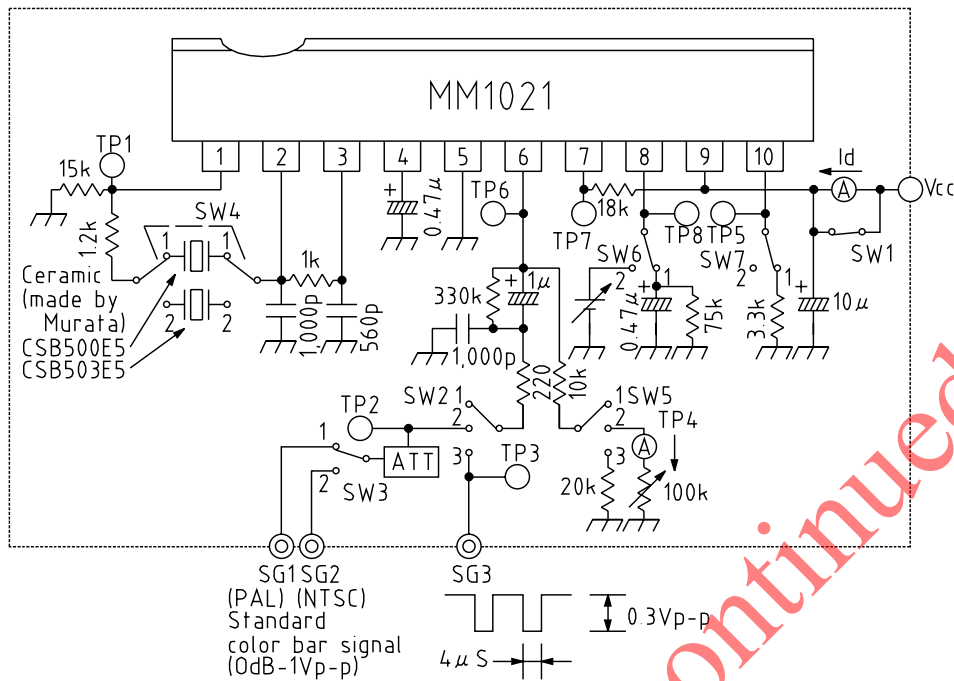 MM1021
1 2 3 4 5 6 7 8 9 10
TP1
15k
1.2k
SW4
1 1
2 2
1k
Ceramic
(made by
Murata)
CSB500E5
CSB503E5
1,000p
560p
+
0.47μ
TP6
+
1μ
330k
1,000p
220
10k
TP7
18k
SW6
2
1
+
0.47μ
75k
TP8
TP5
SW7
2
1
3.3k
+
10μ
Id
A
Vcc
SW1
TP2
SW2
1
2
3
1
2
SW3
ATT
TP3
1
SW5
2
3
TP4
A
20k
100k
SG1 SG2
(PAL) (NTSC)
Standard
color bar signal
(0dB-1Vp-p)
SG3
0.3Vp-p
4μS
ontinued